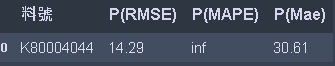 料號 P(RMSE) P(MAPE) P(Mae)
0 K80004044 14.29 inf 30.61